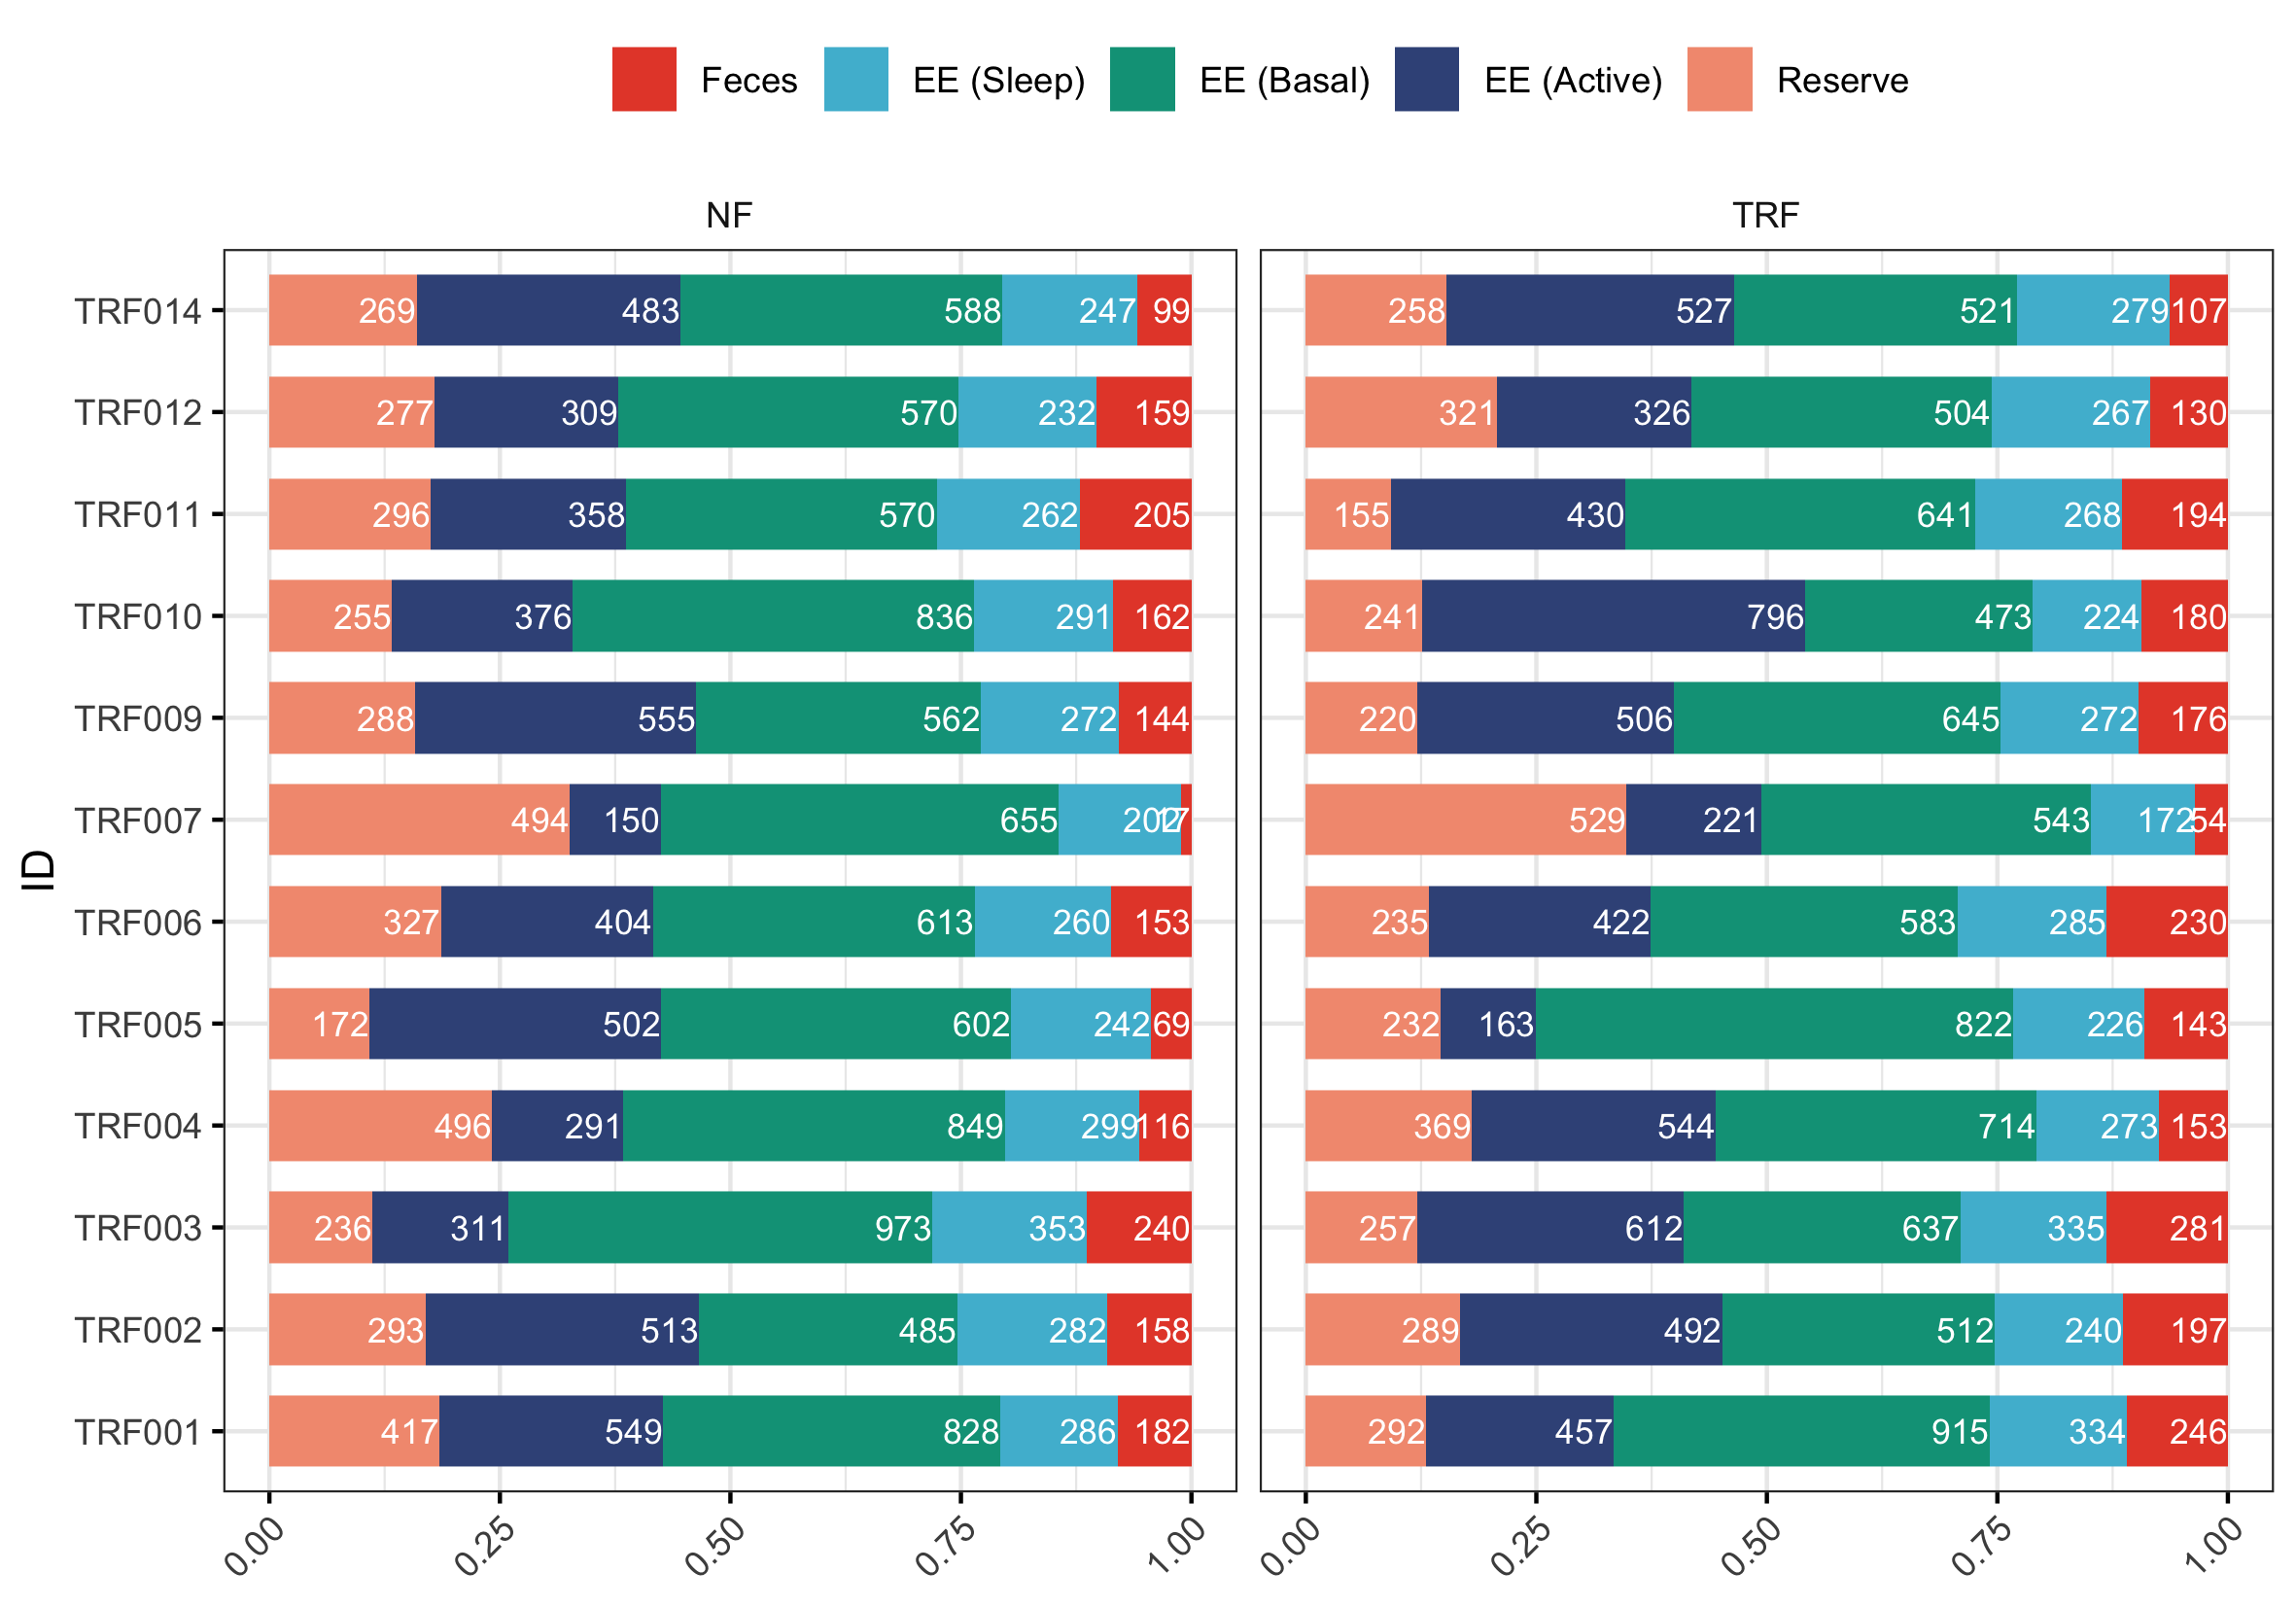 Feces EE (Sleep) EE (Basal) EE (Active) Reserve
NF TRF
TRF014 269 483 588 247 99 258 527 521 279 107
TRF012 277 309 570 232 159 321 326 504 267 130
TRF011 296 358 570 262 205 155 430 641 268 194
TRF010 255 376 836 291 162 241 796 473 224 180
TRF009 288 555 562 272 144 220 506 645 272 176
TRF007 494 150 655 202 17 529 221 543 172 54
TRF006 327 404 613 260 153 235 422 583 285 230
TRF005 172 502 602 242 69 232 163 822 226 143
TRF004 496 291 849 299 116 369 544 714 273 153
TRF003 236 311 973 353 240 257 612 637 335 281
TRF002 293 513 485 282 158 289 492 512 240 197
TRF001 417 549 828 286 182 292 457 915 334 246
0.00 0.25 0.50 0.75 1.00 0.00 0.25 0.50 0.75 1.00
ID